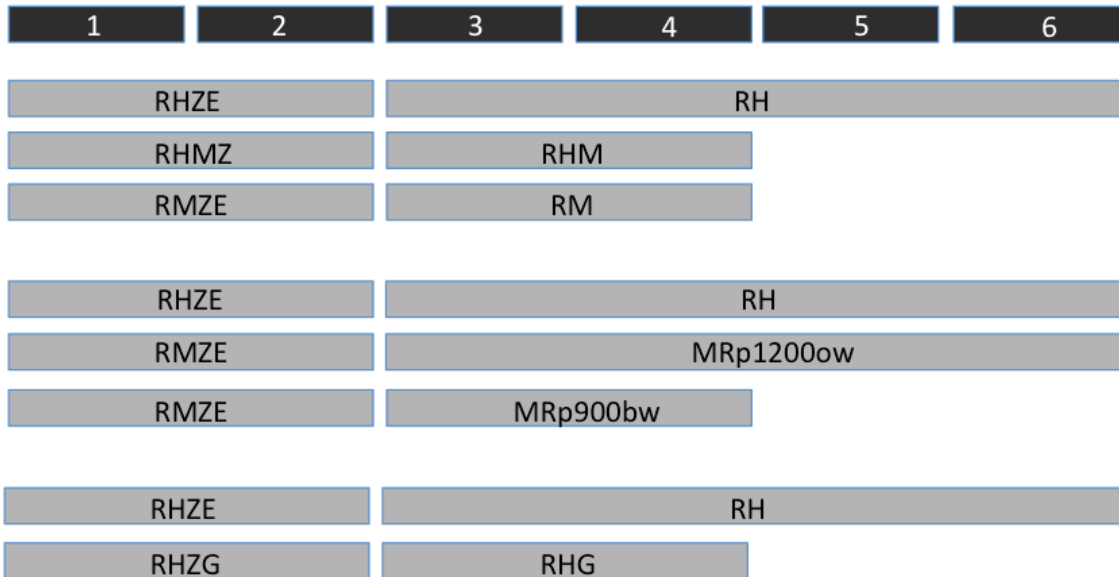 1 2 3 4 5 6
RHZE RH
RHMZ RHM
RMZE RM
RHZE RH
RMZE MRp1200ow
RMZE MRp900bw
RHZE RH
RHZG RHG